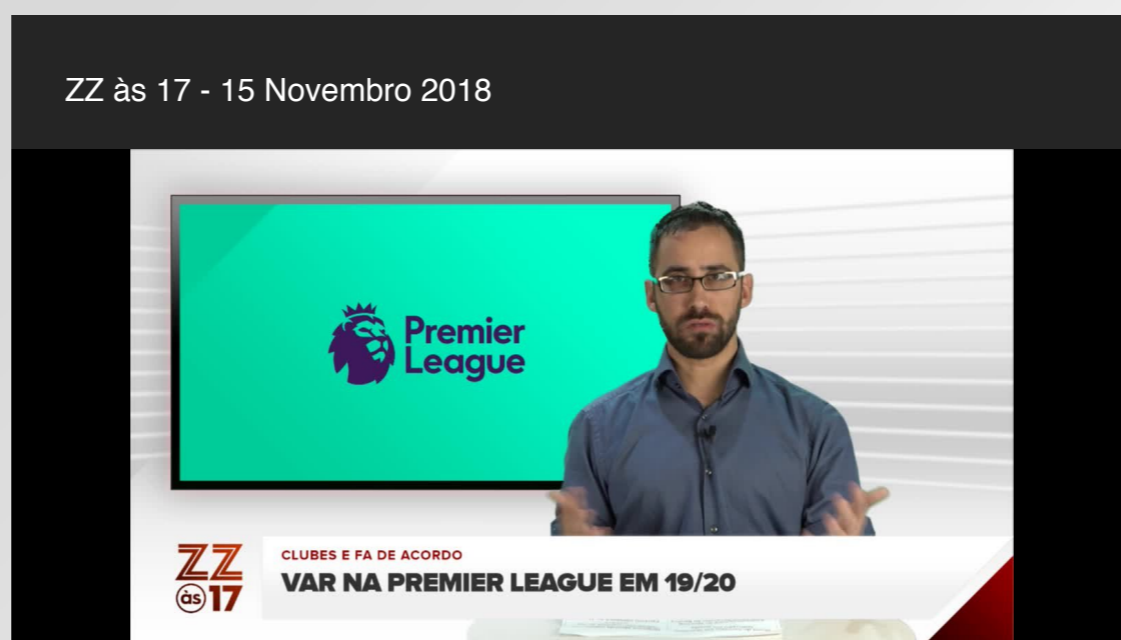 ZZ às 17 - 15 Novembro 2018
Premier
League
CLUBES E FA DE ACORDO
VAR NA PREMIER LEAGUE EM 19/20
ZZ
às 17